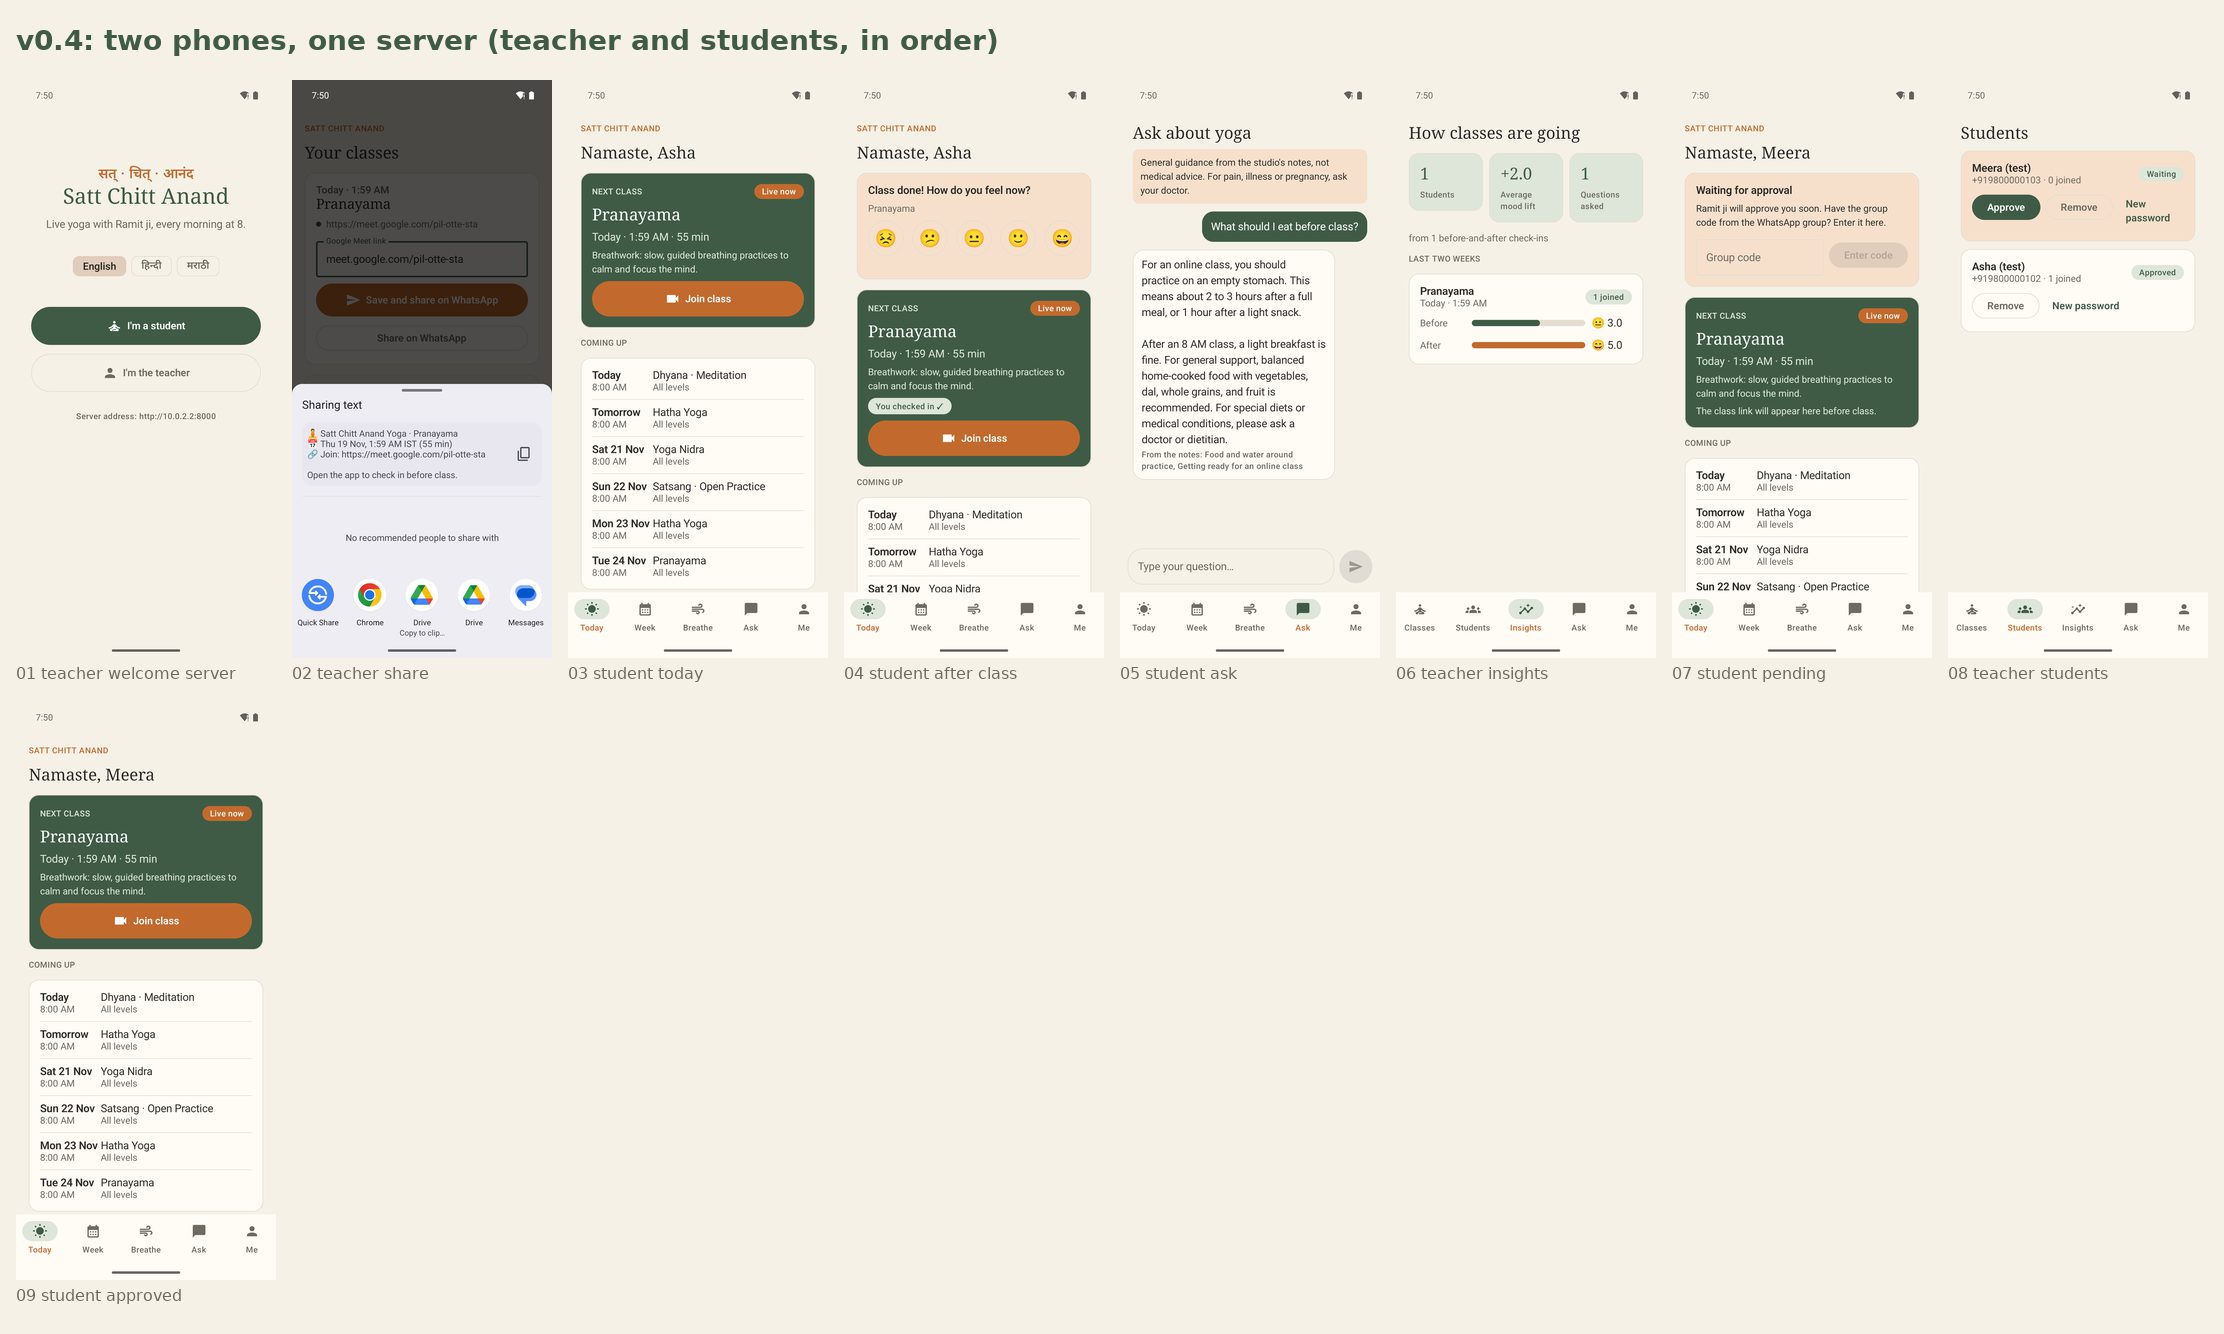 v0.4: two phones, one server (teacher and students, in order)
7:50
सत् · चित् · आनंद
Satt Chitt Anand
Live yoga with Ramit ji, every morning at 8.
English
हिन्दी
मराठी
I'm a student
I'm the teacher
Server address: http://10.0.2.2:8000
01 teacher welcome server
7:50
SATT CHITT ANAND
Your classes
Today · 1:59 AM
Pranayama
https://meet.google.com/pil-otte-sta
Google Meet link
meet.google.com/pil-otte-sta
Save and share on WhatsApp
Share on WhatsApp
Sharing text
🧘 Satt Chitt Anand Yoga · Pranayama
📅 Thu 19 Nov, 1:59 AM IST (55 min)
🔗 Join: https://meet.google.com/pil-otte-sta
Open the app to check in before class.
No recommended people to share with
Quick Share
Chrome
Drive
Copy to clip...
Drive
Messages
02 teacher share
7:50
SATT CHITT ANAND
Namaste, Asha
NEXT CLASS
Live now
Pranayama
Today · 1:59 AM · 55 min
Breathwork: slow, guided breathing practices to
calm and focus the mind.
Join class
COMING UP
Today Dhyana · Meditation
8:00 AM All levels
Tomorrow Hatha Yoga
8:00 AM All levels
Sat 21 Nov Yoga Nidra
8:00 AM All levels
Sun 22 Nov Satsang · Open Practice
8:00 AM All levels
Mon 23 Nov Hatha Yoga
8:00 AM All levels
Tue 24 Nov Pranayama
8:00 AM All levels
Today Week Breathe Ask Me
03 student today
7:50
SATT CHITT ANAND
Namaste, Asha
Class done! How do you feel now?
Pranayama
NEXT CLASS
Live now
Pranayama
Today · 1:59 AM · 55 min
Breathwork: slow, guided breathing practices to
calm and focus the mind.
You checked in ✓
Join class
COMING UP
Today Dhyana · Meditation
8:00 AM All levels
Tomorrow Hatha Yoga
8:00 AM All levels
Sat 21 Nov Yoga Nidra
Today Week Breathe Ask Me
04 student after class
7:50
Ask about yoga
General guidance from the studio's notes, not
medical advice. For pain, illness or pregnancy, ask
your doctor.
What should I eat before class?
For an online class, you should
practice on an empty stomach. This
means about 2 to 3 hours after a full
meal, or 1 hour after a light snack.
After an 8 AM class, a light breakfast is
fine. For general support, balanced
home-cooked food with vegetables,
dal, whole grains, and fruit is
recommended. For special diets or
medical conditions, please ask a
doctor or dietitian.
From the notes: Food and water around
practice, Getting ready for an online class
Type your question...
Today Week Breathe Ask Me
05 student ask
7:50
How classes are going
1
Students
+2.0
Average
mood lift
1
Questions
asked
from 1 before-and-after check-ins
LAST TWO WEEKS
Pranayama
Today · 1:59 AM
1 joined
Before 😐 3.0
After 😄 5.0
Classes Students Insights Ask Me
06 teacher insights
7:50
SATT CHITT ANAND
Namaste, Meera
Waiting for approval
Ramit ji will approve you soon. Have the group
code from the WhatsApp group? Enter it here.
Group code
Enter code
NEXT CLASS
Live now
Pranayama
Today · 1:59 AM · 55 min
Breathwork: slow, guided breathing practices to
calm and focus the mind.
The class link will appear here before class.
COMING UP
Today Dhyana · Meditation
8:00 AM All levels
Tomorrow Hatha Yoga
8:00 AM All levels
Sat 21 Nov Yoga Nidra
8:00 AM All levels
Sun 22 Nov Satsang · Open Practice
Today Week Breathe Ask Me
07 student pending
7:50
Students
Meera (test)
+919800000103 · 0 joined
Waiting
Approve
Remove
New
password
Asha (test)
+919800000102 · 1 joined
Approved
Remove
New password
Classes Students Insights Ask Me
08 teacher students
7:50
SATT CHITT ANAND
Namaste, Meera
NEXT CLASS
Live now
Pranayama
Today · 1:59 AM · 55 min
Breathwork: slow, guided breathing practices to
calm and focus the mind.
Join class
COMING UP
Today Dhyana · Meditation
8:00 AM All levels
Tomorrow Hatha Yoga
8:00 AM All levels
Sat 21 Nov Yoga Nidra
8:00 AM All levels
Sun 22 Nov Satsang · Open Practice
8:00 AM All levels
Mon 23 Nov Hatha Yoga
8:00 AM All levels
Tue 24 Nov Pranayama
8:00 AM All levels
Today Week Breathe Ask Me
09 student approved